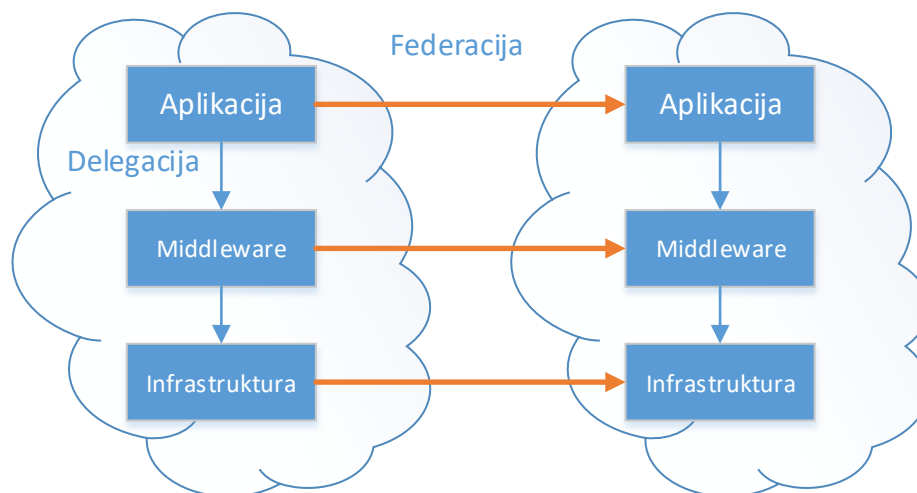 Federacija
Aplikacija
Aplikacija
Delegacija
Middleware
Middleware
Infrastruktura
Infrastruktura